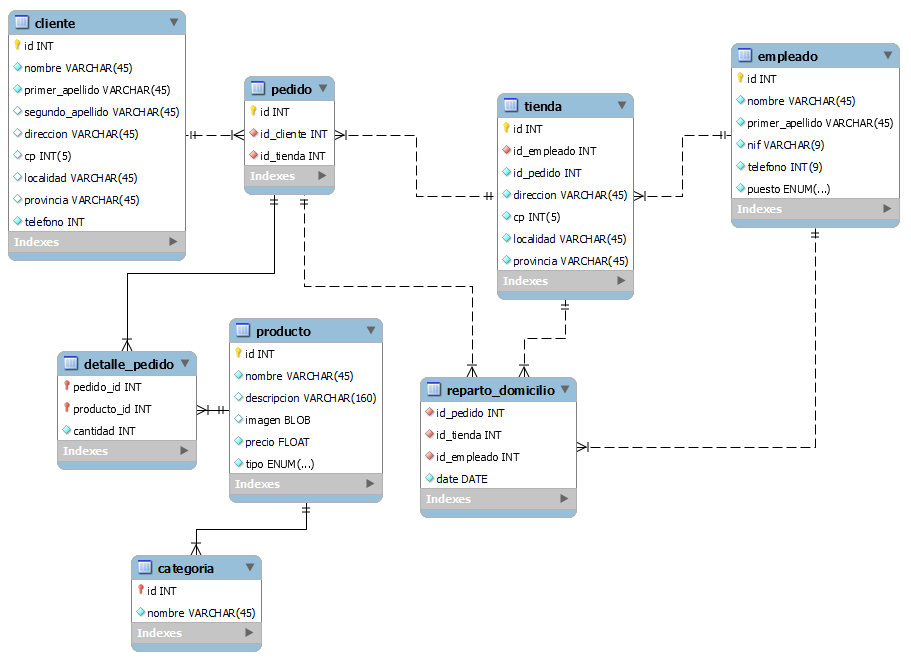 cliente
id INT
nombre VARCHAR(45)
primer_apellido VARCHAR(45)
segundo_apellido VARCHAR(45)
direccion VARCHAR(45)
cp INT(5)
localidad VARCHAR(45)
provincia VARCHAR(45)
telefono INT
Indexes
pedido
id INT
id_cliente INT
id_tienda INT
Indexes
tienda
id INT
id_empleado INT
id_pedido INT
direccion VARCHAR(45)
cp INT(5)
localidad VARCHAR(45)
provincia VARCHAR(45)
Indexes
empleado
id INT
nombre VARCHAR(45)
primer_apellido VARCHAR(45)
nif VARCHAR(9)
telefono INT(9)
puesto ENUM(...)
Indexes
detalle_pedido
pedido_id INT
producto_id INT
cantidad INT
Indexes
producto
id INT
nombre VARCHAR(45)
descripcion VARCHAR(160)
imagen BLOB
precio FLOAT
tipo ENUM(...)
Indexes
reparto_domicilio
id_pedido INT
id_tienda INT
id_empleado INT
date DATE
Indexes
categoria
id INT
nombre VARCHAR(45)
Indexes